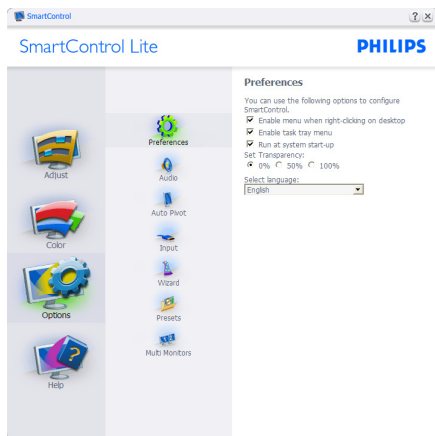 SmartControl
SmartControl Lite
PHILIPS
Adjust
Color
Options
Help
Preferences
Audio
Auto Pivot
Input
Wizard
Presets
Multi Monitors
Preferences
You can use the following options to configure
SmartControl.
Enable menu when right-clicking on desktop
Enable task tray menu
Run at system start-up
Set Transparency:
0% 50% 100%
Select language:
English